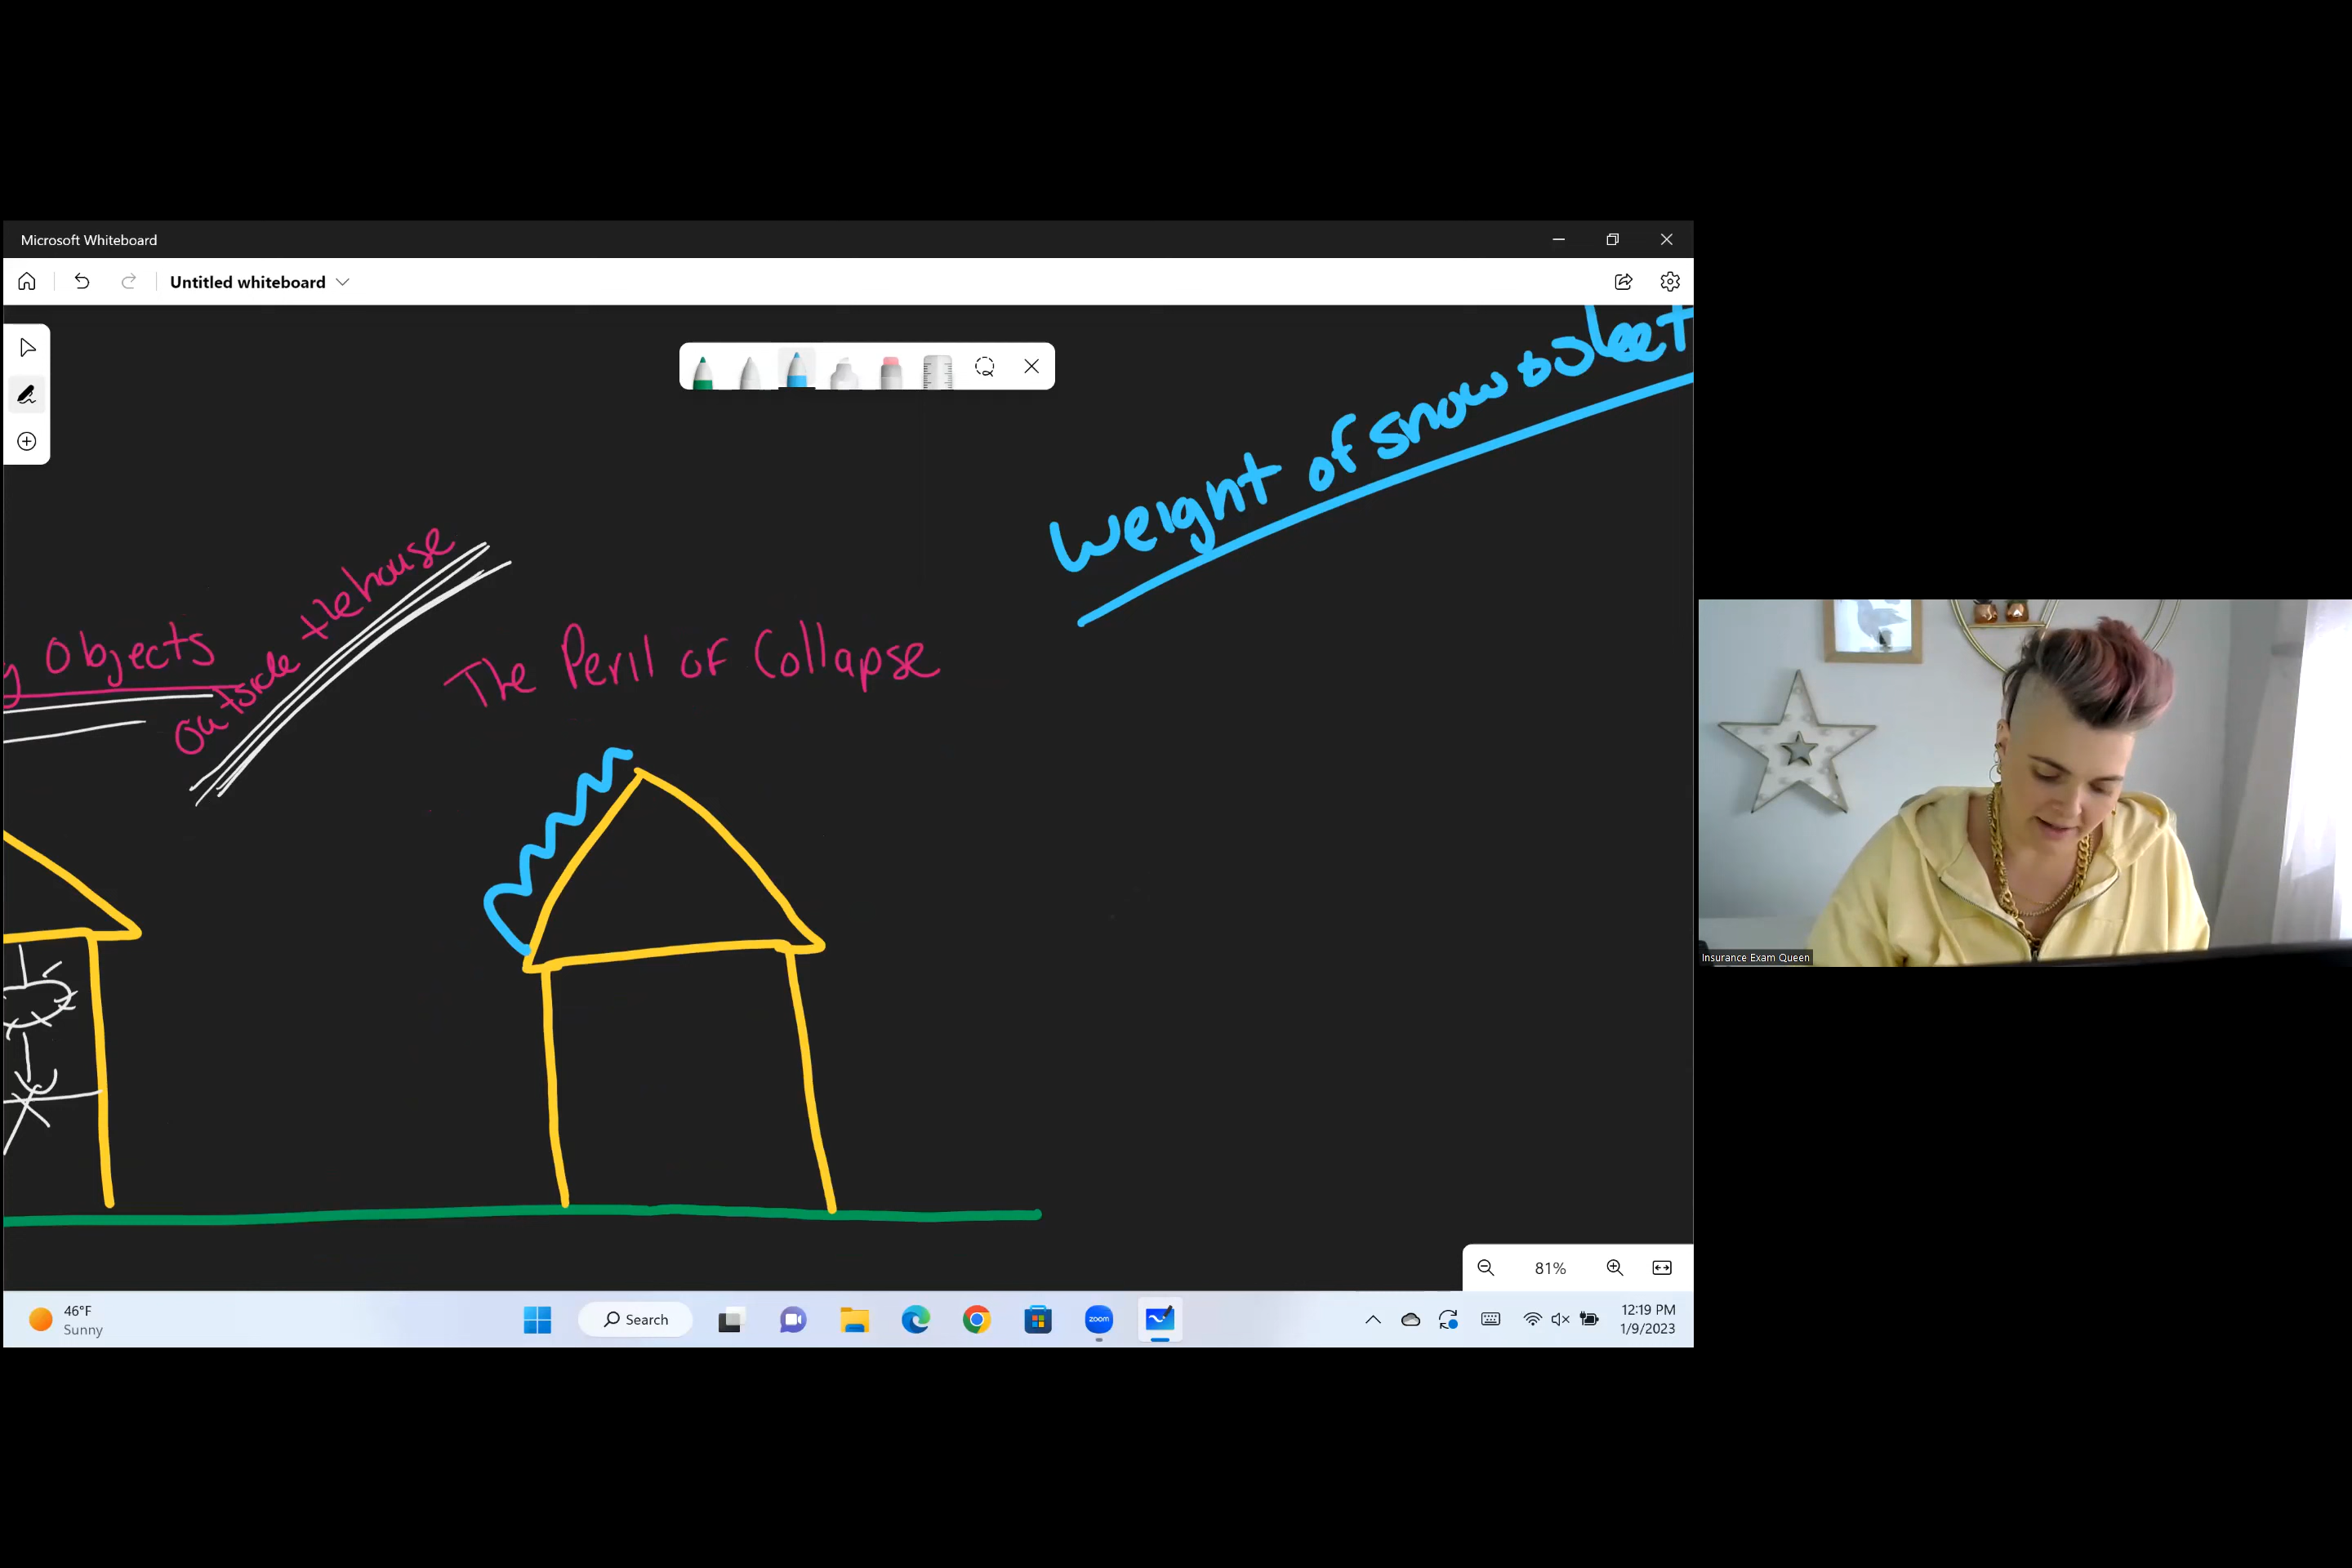 Microsoft Whiteboard
Untitled whiteboard
weight of snow & sleet
outside the house
g Objects
The Peril of Collapse
Insurance Exam Queen
81%
46°F
Sunny
Search
zoom
12:19 PM
1/9/2023